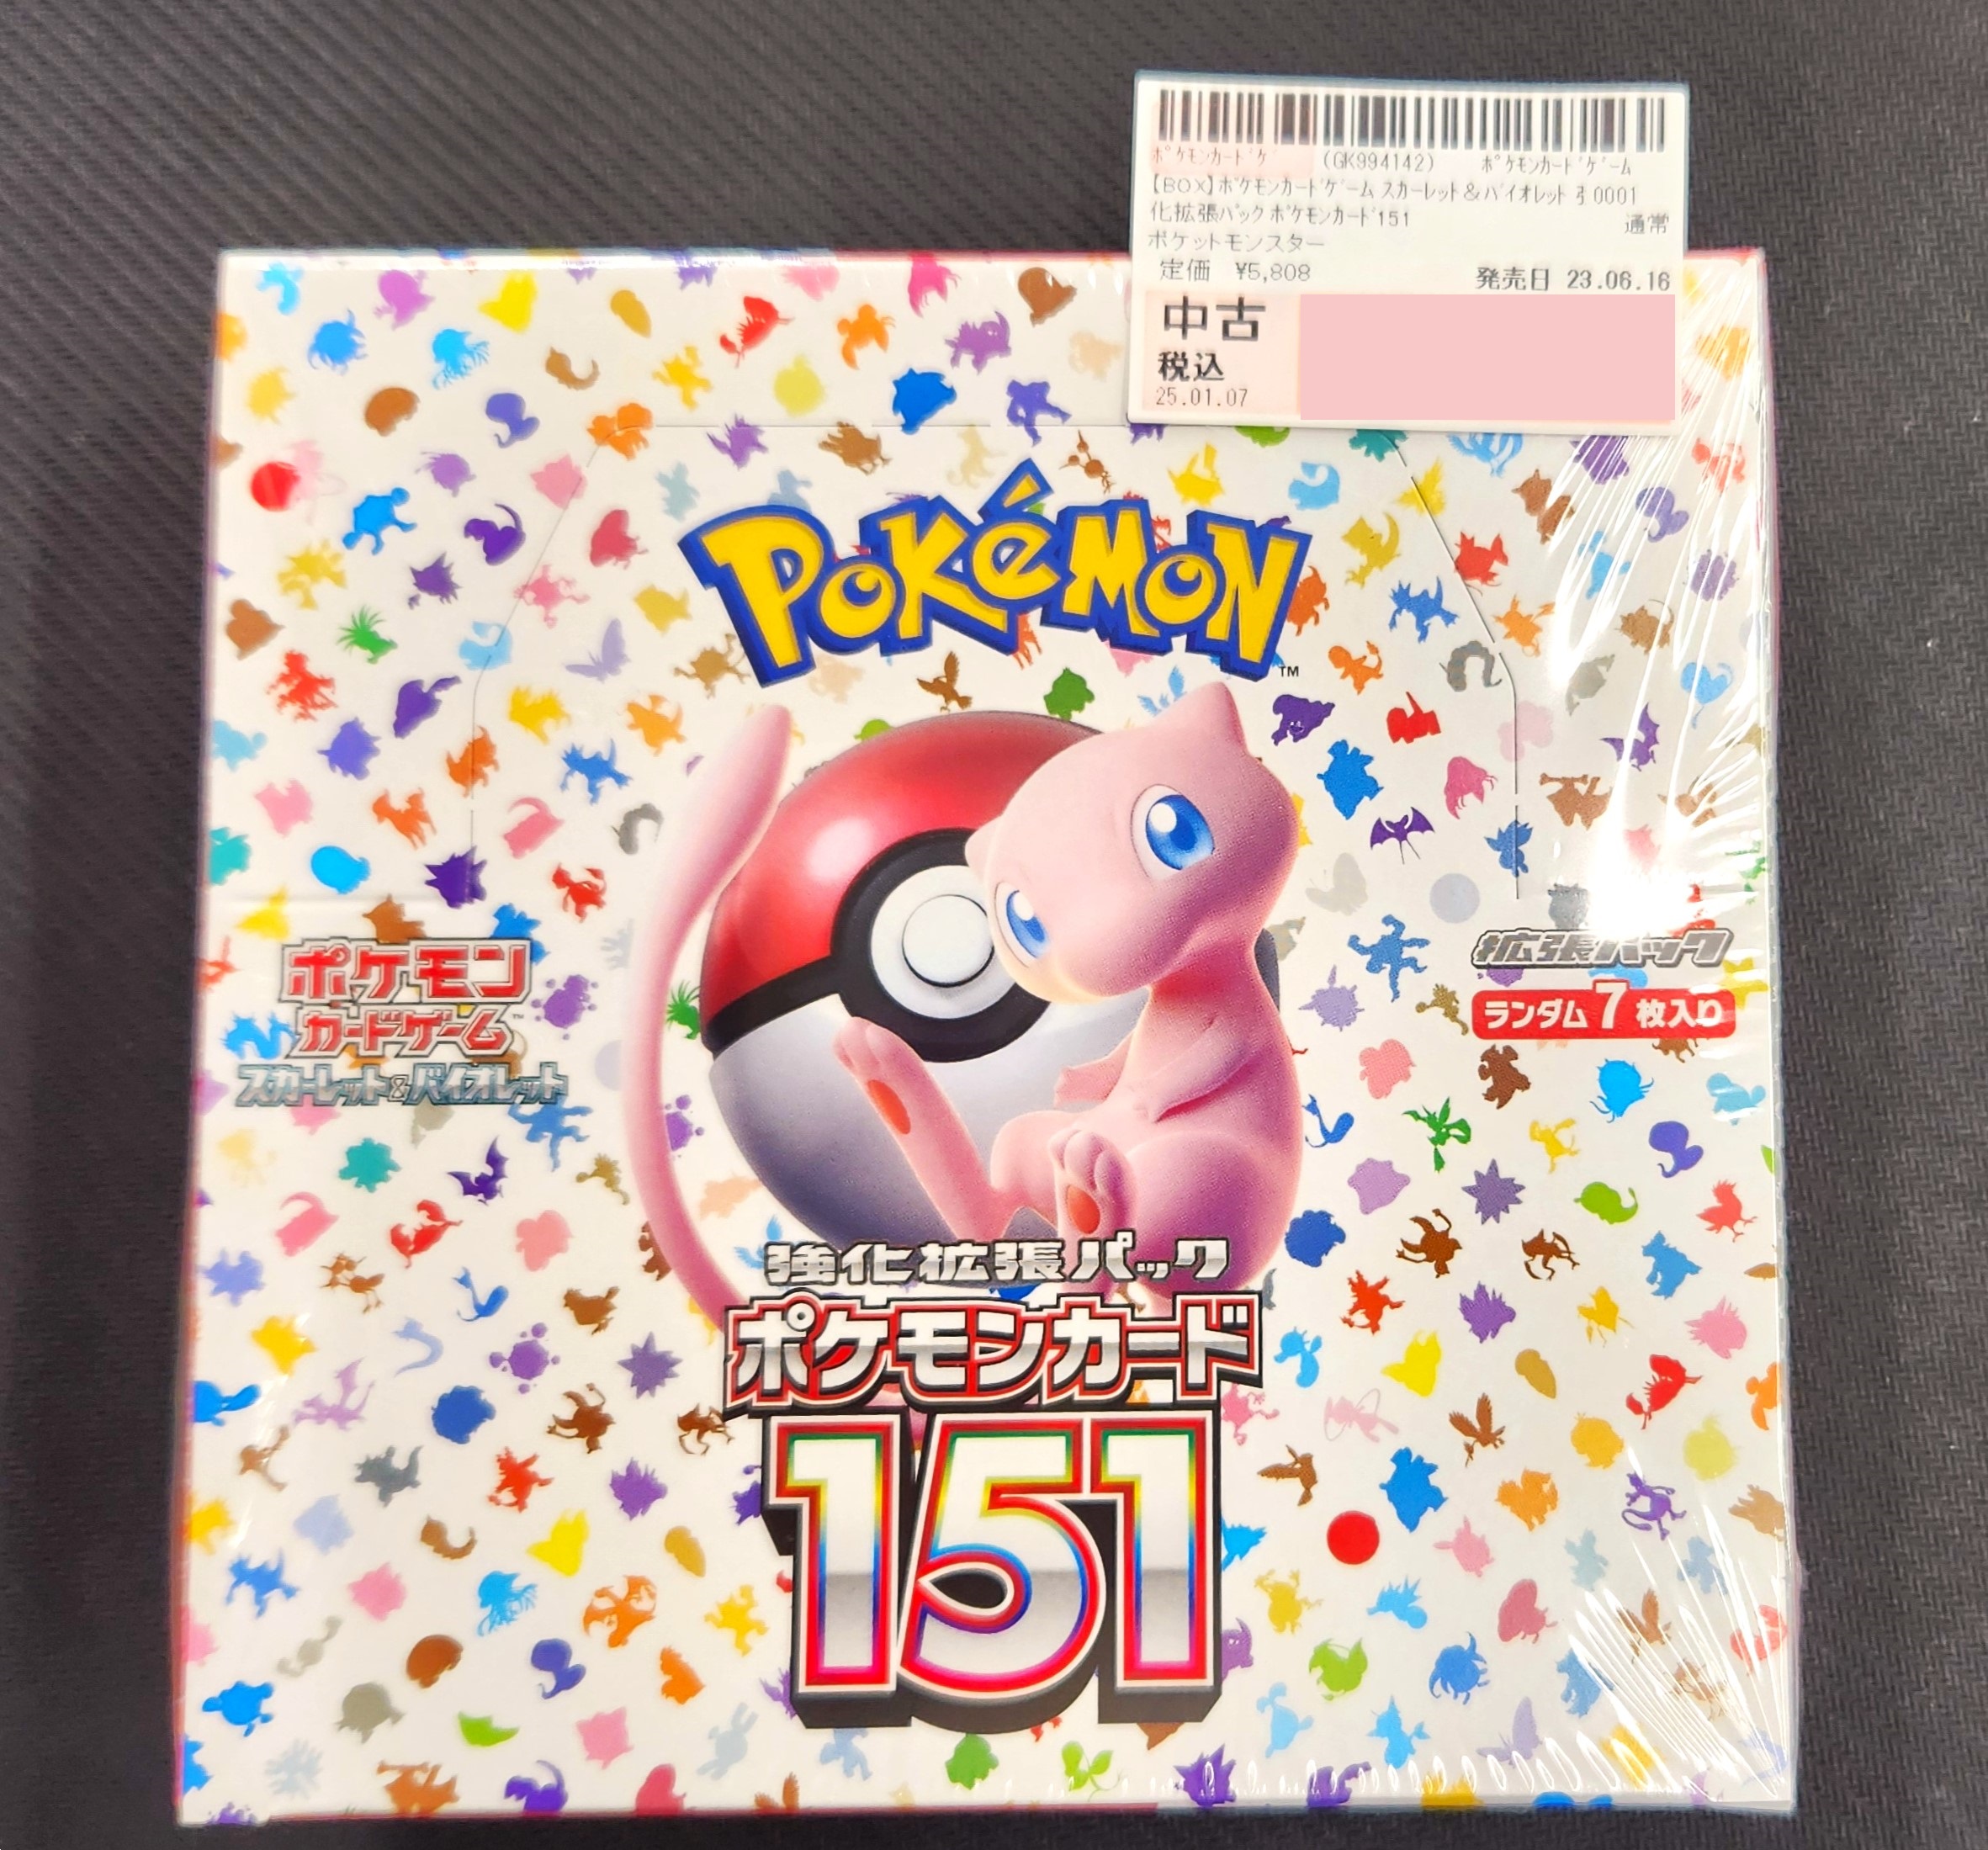 ポケモンカードゲ (GK994142) ポケモンカードゲーム
【BOX】ポケモンカードゲーム スカーレット&バイオレット 弓0001
化拡張パック ポケモンカード151
通常
ポケットモンスター
定価 ¥5,808 発売日 23.06.16
中古
税込
25.01.07
POKéMON
TM
ポケモン
カードゲーム™
スカーレット&バイオレット
拡張パック
ランダム7枚入り
強化拡張パック
ポケモンカード
151